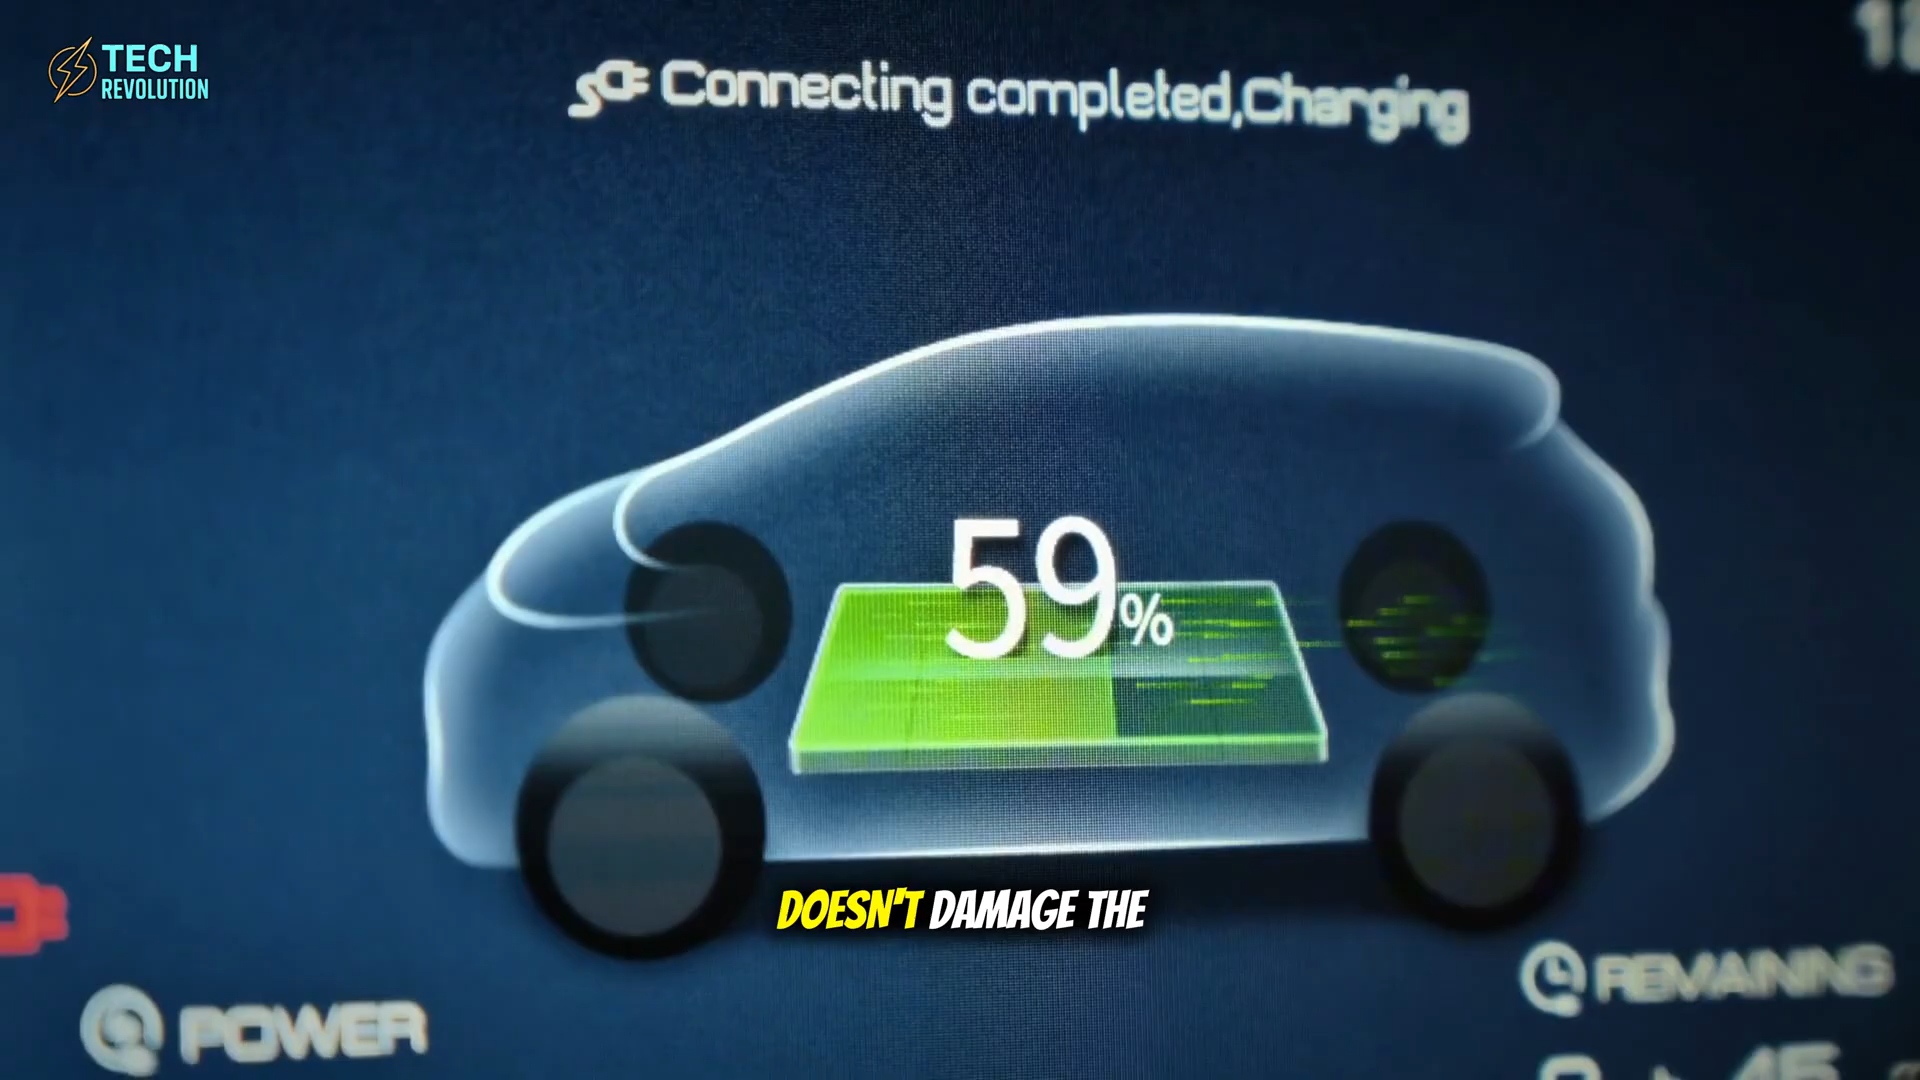 TECH
REVOLUTION
Connecting completed,Charging
59%
DOESN'T DAMAGE THE
REMAINING
POWER